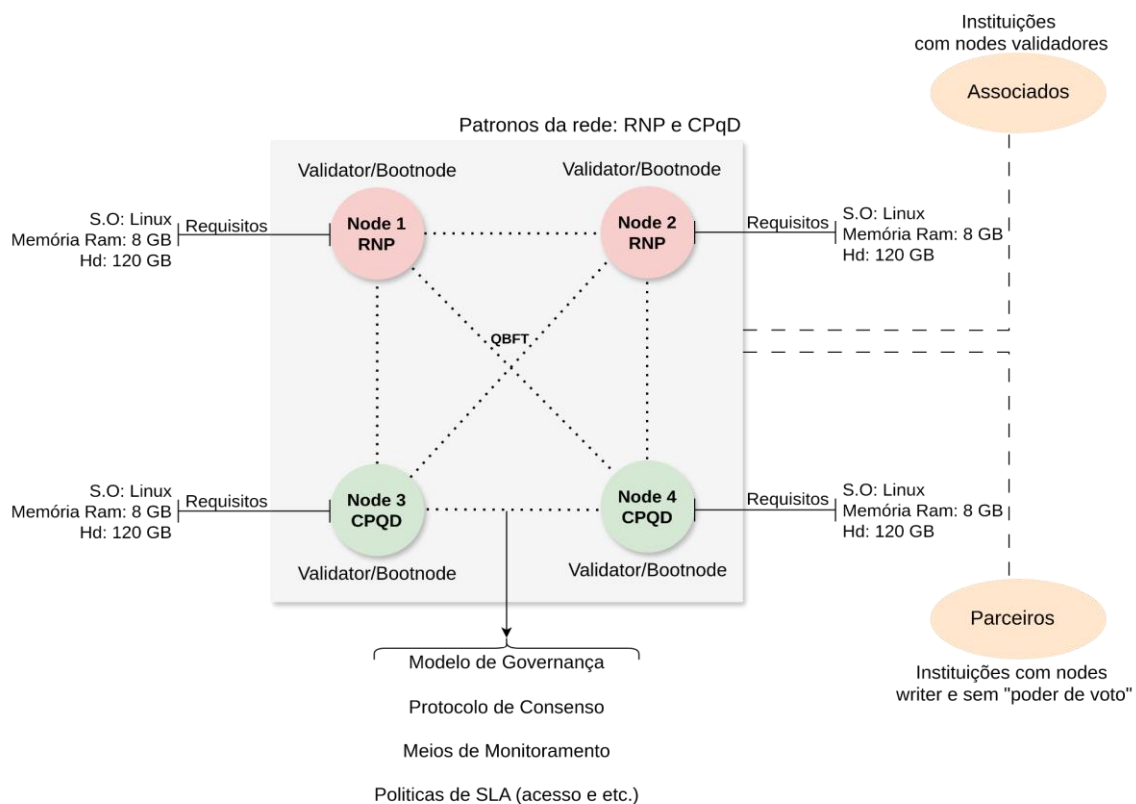 Instituições
com nodes validadores
Associados
Patronos da rede: RNP e CPqD
Validator/Bootnode
Validator/Bootnode
S.O: Linux
Memória Ram: 8 GB
Hd: 120 GB
Requisitos
Node 1
RNP
Node 2
RNP
Requisitos
S.O: Linux
Memória Ram: 8 GB
Hd: 120 GB
QBFT
S.O: Linux
Memória Ram: 8 GB
Hd: 120 GB
Requisitos
Node 3
CPQD
Node 4
CPQD
Requisitos
S.O: Linux
Memória Ram: 8 GB
Hd: 120 GB
Validator/Bootnode
Validator/Bootnode
Parceiros
Instituições com nodes
writer e sem "poder de voto"
Modelo de Governança
Protocolo de Consenso
Meios de Monitoramento
Politicas de SLA (acesso e etc.)